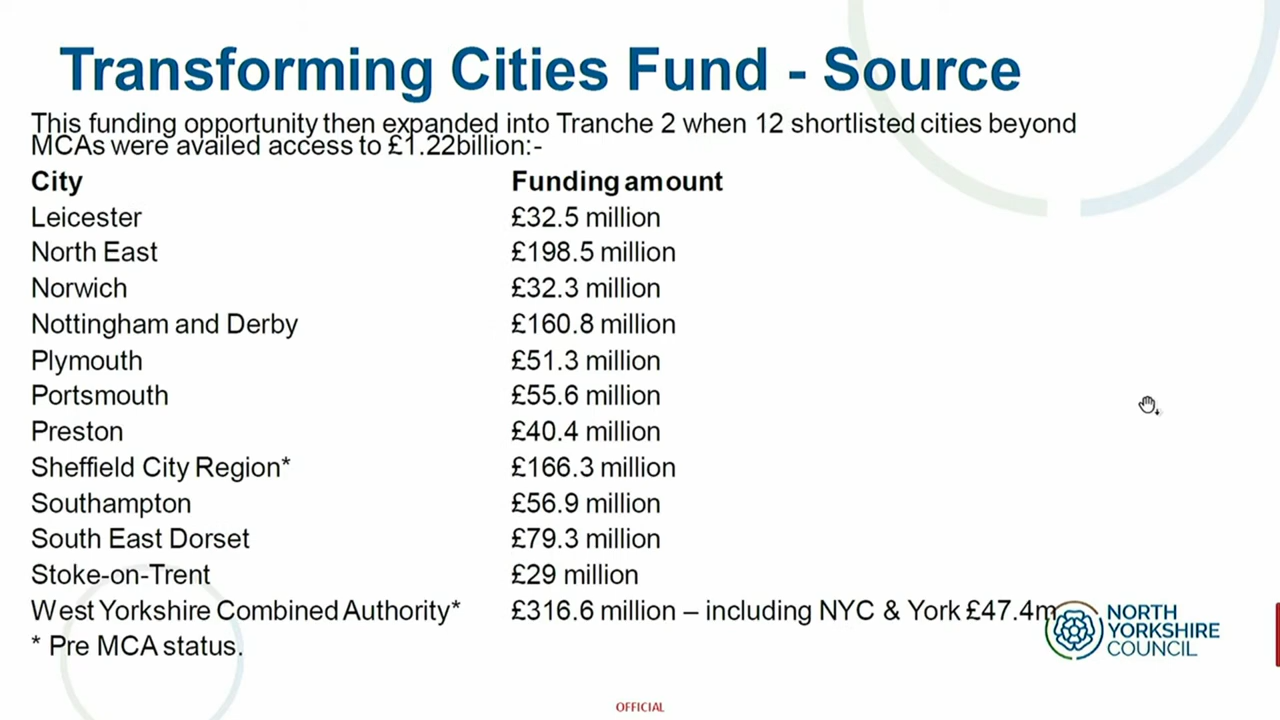 Transforming Cities Fund - Source
This funding opportunity then expanded into Tranche 2 when 12 shortlisted cities beyond
MCAs were availed access to £1.22billion:-
City Funding amount
Leicester £32.5 million
North East £198.5 million
Norwich £32.3 million
Nottingham and Derby £160.8 million
Plymouth £51.3 million
Portsmouth £55.6 million
Preston £40.4 million
Sheffield City Region* £166.3 million
Southampton £56.9 million
South East Dorset £79.3 million
Stoke-on-Trent £29 million
West Yorkshire Combined Authority* £316.6 million – including NYC & York £47.4m
* Pre MCA status.
NORTH
YORKSHIRE
COUNCIL
OFFICIAL